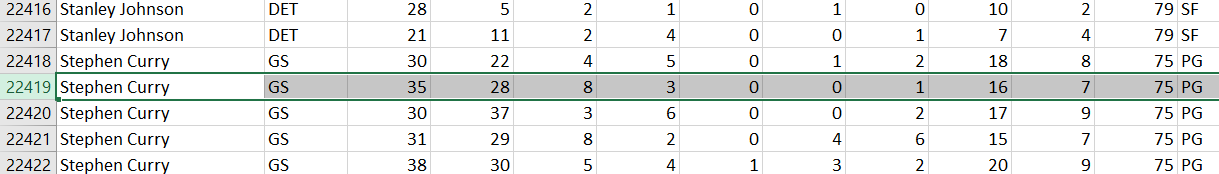 22416 Stanley Johnson DET 28 5 2 1 0 1 0 10 2 79 SF
22417 Stanley Johnson DET 21 11 2 4 0 0 1 7 4 79 SF
22418 Stephen Curry GS 30 22 4 5 0 1 2 18 8 75 PG
22419 Stephen Curry GS 35 28 8 3 0 0 1 16 7 75 PG
22420 Stephen Curry GS 30 37 3 6 0 0 2 17 9 75 PG
22421 Stephen Curry GS 31 29 8 2 0 4 6 15 7 75 PG
22422 Stephen Curry GS 38 30 5 4 1 3 2 20 9 75 PG